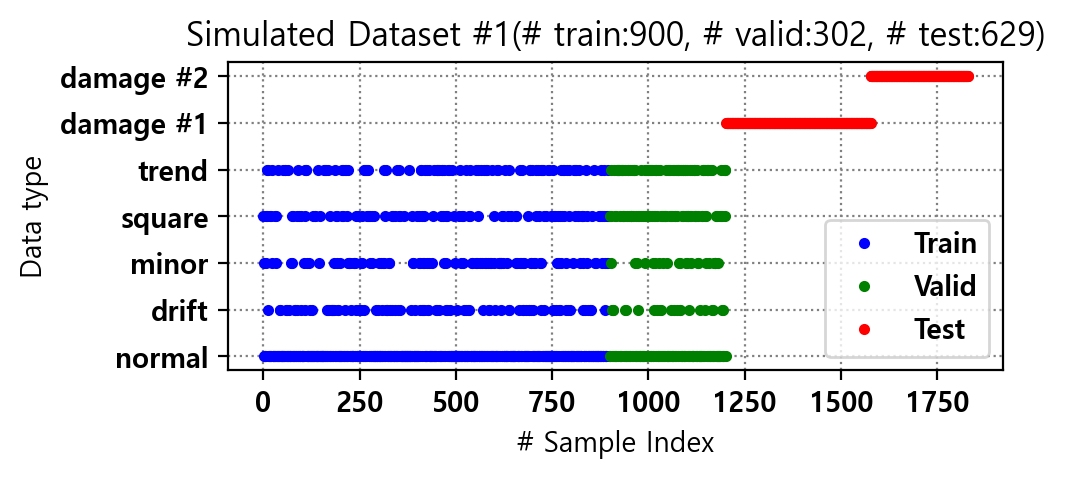 Simulated Dataset #1(# train:900, # valid:302, # test:629)
damage #2
damage #1
trend
square
minor
drift
normal
Data type
Train
Valid
Test
0 250 500 750 1000 1250 1500 1750
# Sample Index